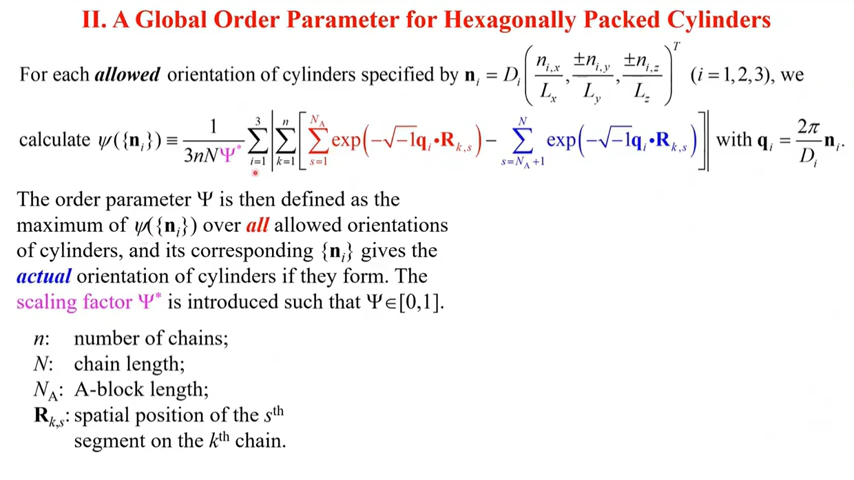 II. A Global Order Parameter for Hexagonally Packed Cylinders
For each allowed orientation of cylinders specified by n_i = D_i (n_{i,x}/L_x, ±n_{i,y}/L_y, ±n_{i,z}/L_z)^T (i = 1,2,3), we
calculate ψ({n_i}) ≡ 1/(3nNΨ*) ∑_{i=1}^{3} |∑_{k=1}^{n} [∑_{s=1}^{N_A} exp(−√−1 q_i•R_{k,s}) − ∑_{s=N_A+1}^{N} exp(−√−1 q_i•R_{k,s})]| with q_i = 2π/D_i n_i.
The order parameter Ψ is then defined as the
maximum of ψ({n_i}) over all allowed orientations
of cylinders, and its corresponding {n_i} gives the
actual orientation of cylinders if they form. The
scaling factor Ψ* is introduced such that Ψ∈[0,1].
n: number of chains;
N: chain length;
N_A: A-block length;
R_{k,s}: spatial position of the s^th
segment on the k^th chain.